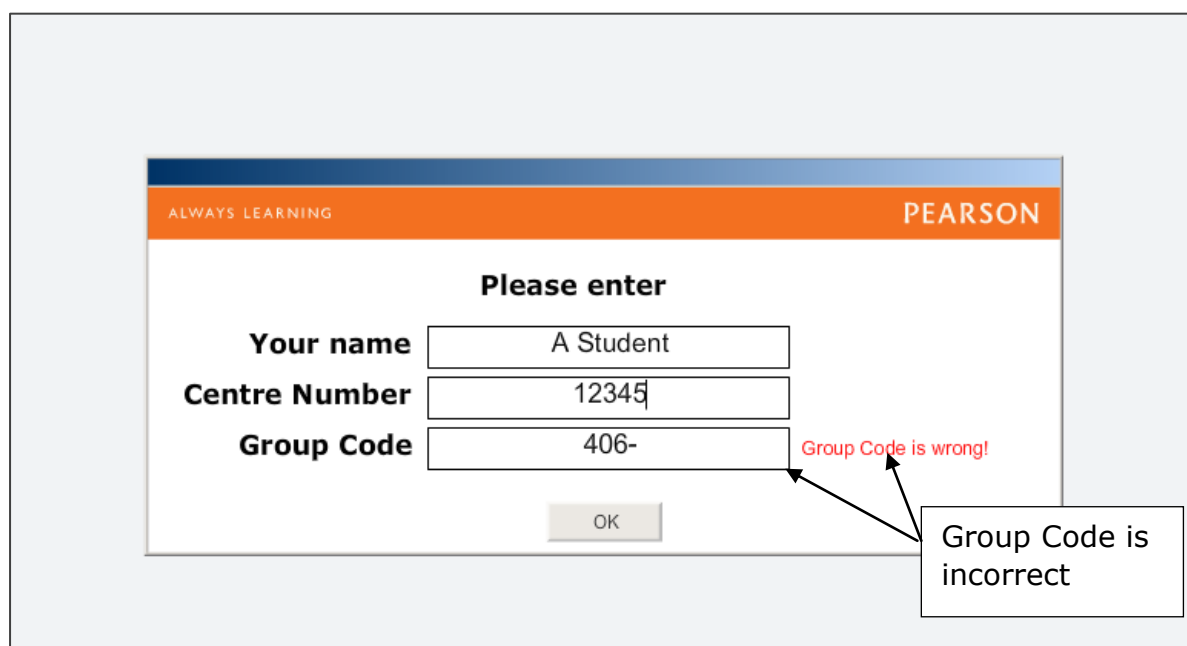 ALWAYS LEARNING PEARSON
Please enter
Your name A Student
Centre Number 12345
Group Code 406- Group Code is wrong!
OK
Group Code is
incorrect